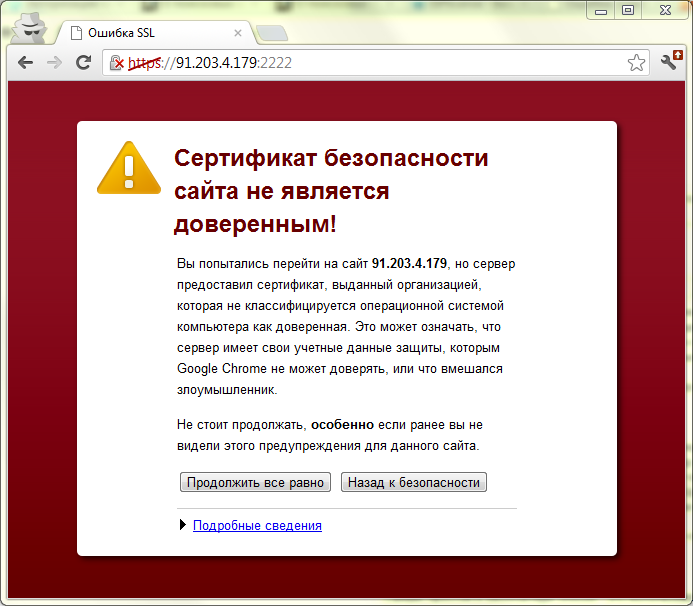 Ошибка SSL
https://91.203.4.179:2222
Сертификат безопасности
сайта не является
доверенным!
Вы попытались перейти на сайт 91.203.4.179, но сервер
предоставил сертификат, выданный организацией,
которая не классифицируется операционной системой
компьютера как доверенная. Это может означать, что
сервер имеет свои учетные данные защиты, которым
Google Chrome не может доверять, или что вмешался
злоумышленник.
Не стоит продолжать, особенно если ранее вы не
видели этого предупреждения для данного сайта.
Продолжить все равно Назад к безопасности
Подробные сведения